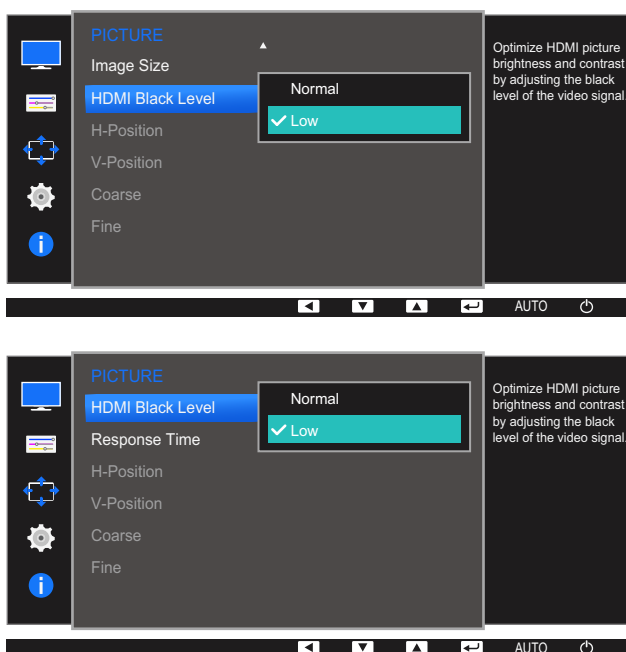 PICTURE
Image Size
HDMI Black Level
H-Position
V-Position
Coarse
Fine
Normal
Low
Optimize HDMI picture
brightness and contrast
by adjusting the black
level of the video signal.
AUTO
PICTURE
HDMI Black Level
Response Time
H-Position
V-Position
Coarse
Fine
Normal
Low
Optimize HDMI picture
brightness and contrast
by adjusting the black
level of the video signal.
AUTO